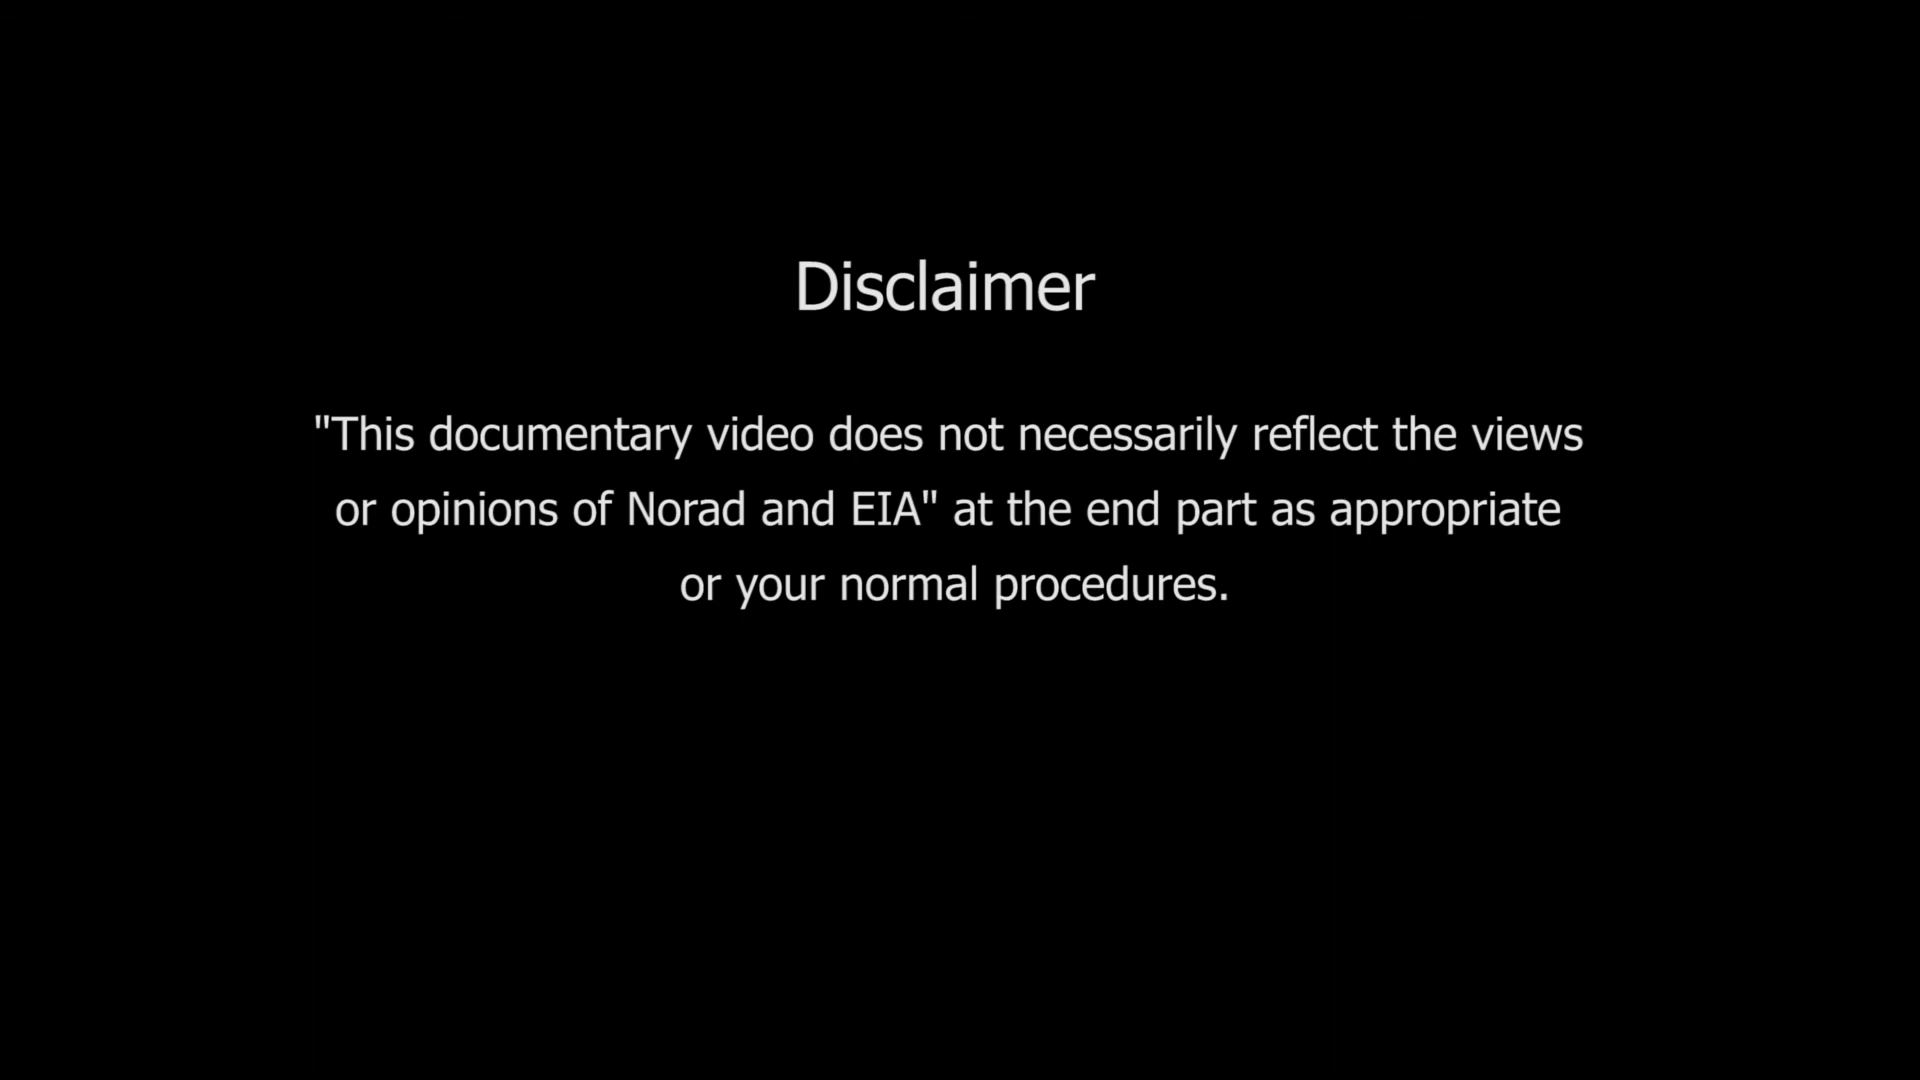 Disclaimer
"This documentary video does not necessarily reflect the views
or opinions of Norad and EIA" at the end part as appropriate
or your normal procedures.